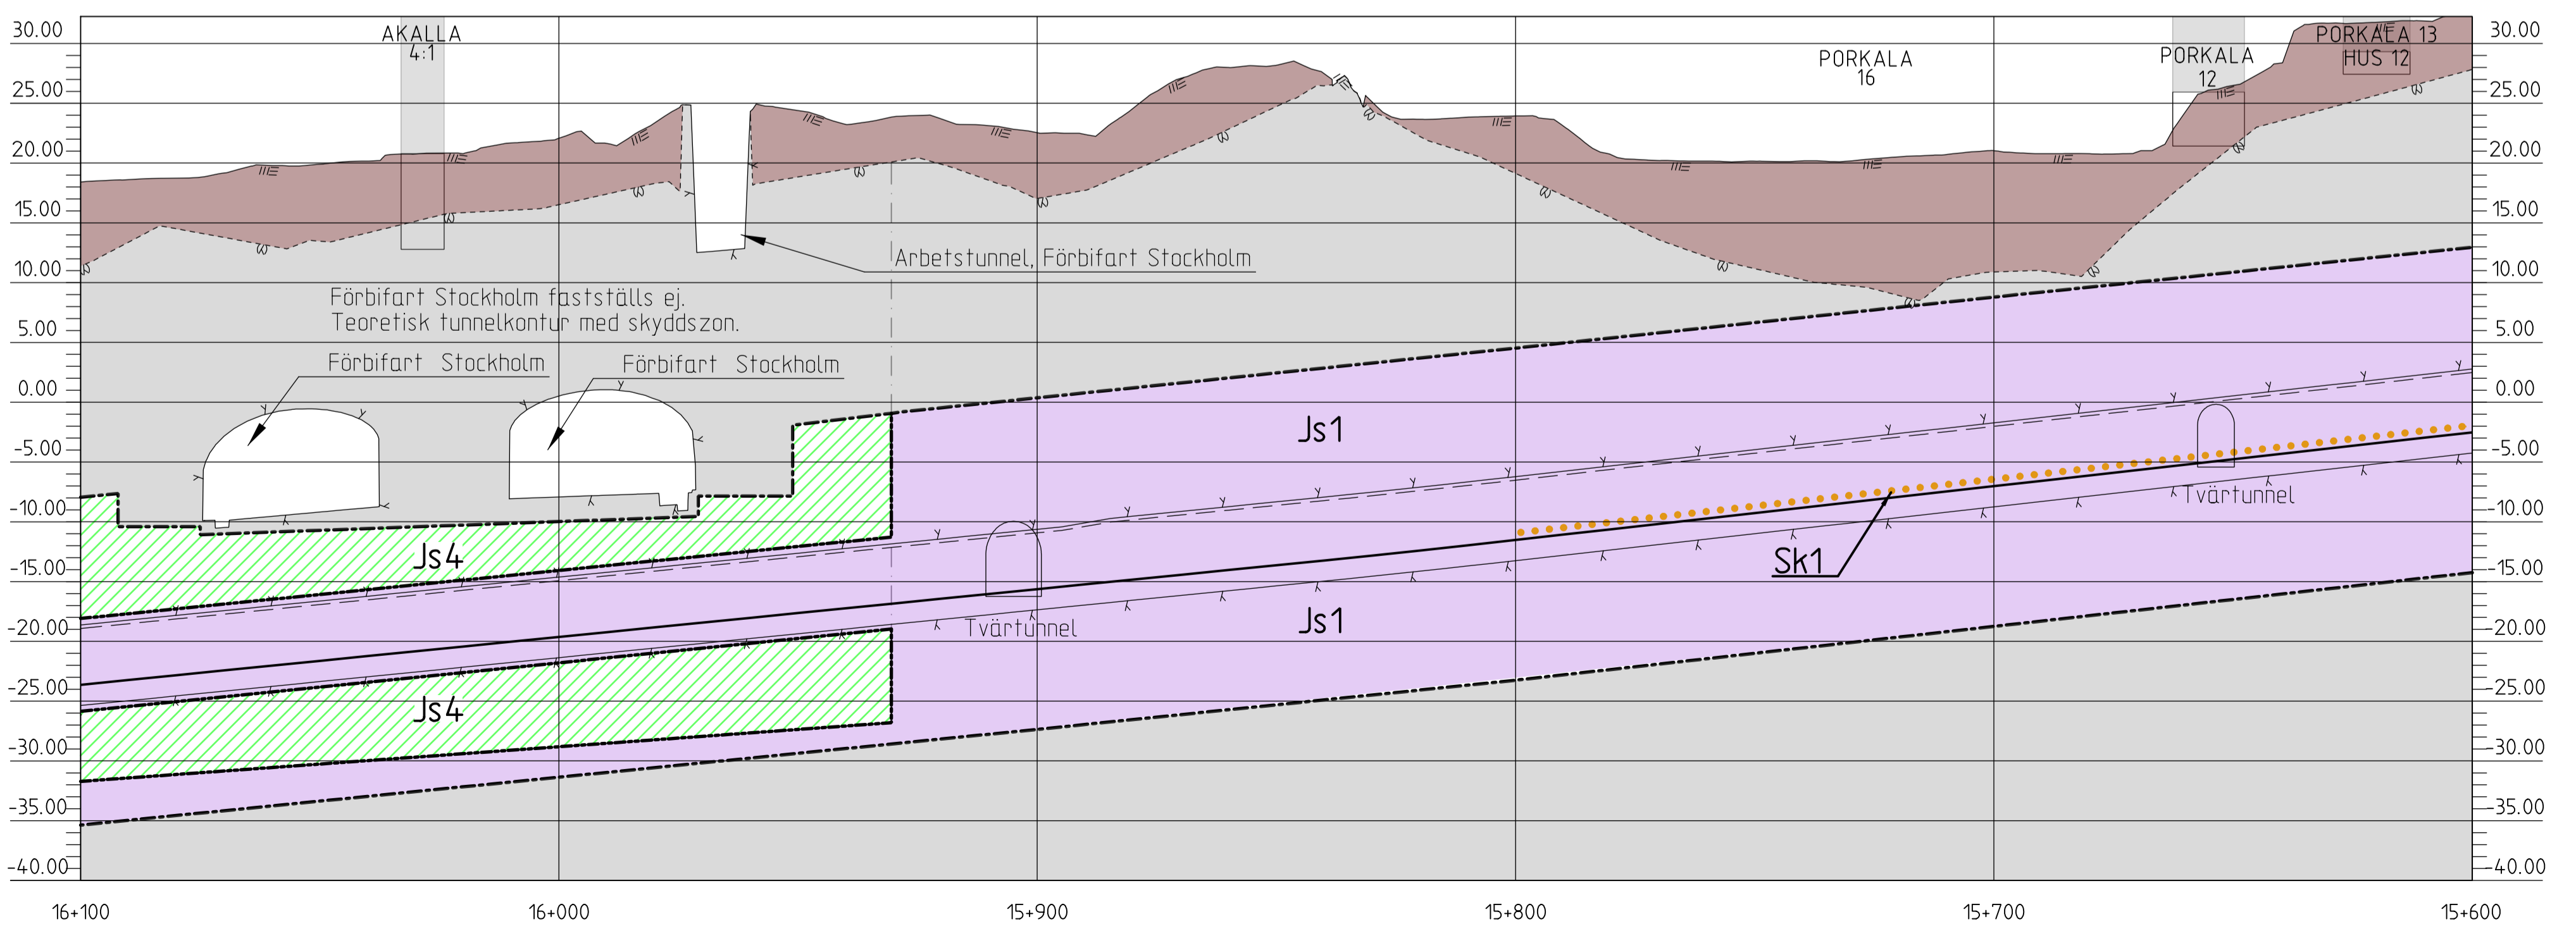 AKALLA
4:1
PORKALA
16
PORKALA
12
PORKALA 13
HUS 12
30.00
25.00
20.00
15.00
10.00
5.00
0.00
-5.00
-10.00
-15.00
-20.00
-25.00
-30.00
-35.00
-40.00
30.00
25.00
20.00
15.00
10.00
5.00
0.00
-5.00
-10.00
-15.00
-20.00
-25.00
-30.00
-35.00
-40.00
Arbetstunnel, Förbifart Stockholm
Förbifart Stockholm fastställs ej.
Teoretisk tunnelkontur med skyddszon.
Förbifart Stockholm
Förbifart Stockholm
Js1
Js4
Tvärtunnel
Sk1
Tvärtunnel
Js1
Js4
16+100
16+000
15+900
15+800
15+700
15+600